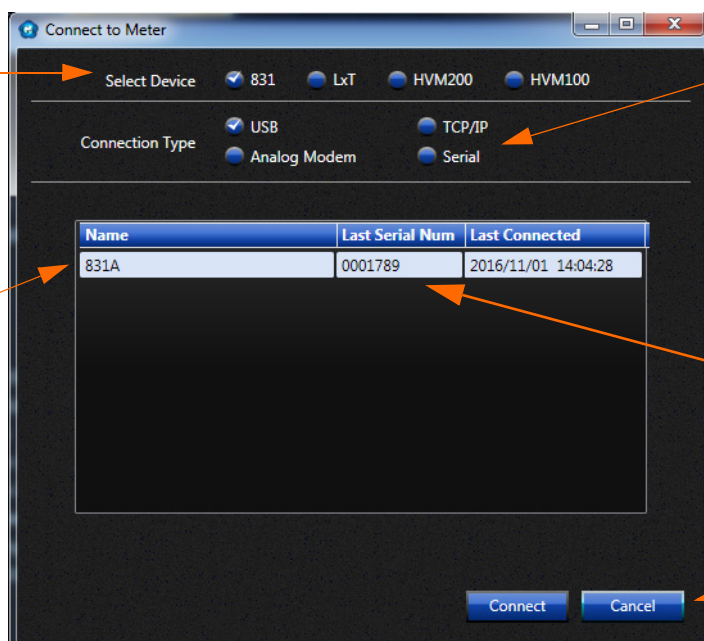 Connect to Meter
Select Device 831 LxT HVM200 HVM100
Connection Type USB TCP/IP
Analog Modem Serial
Name Last Serial Num Last Connected
831A 0001789 2016/11/01 14:04:28
Connect Cancel